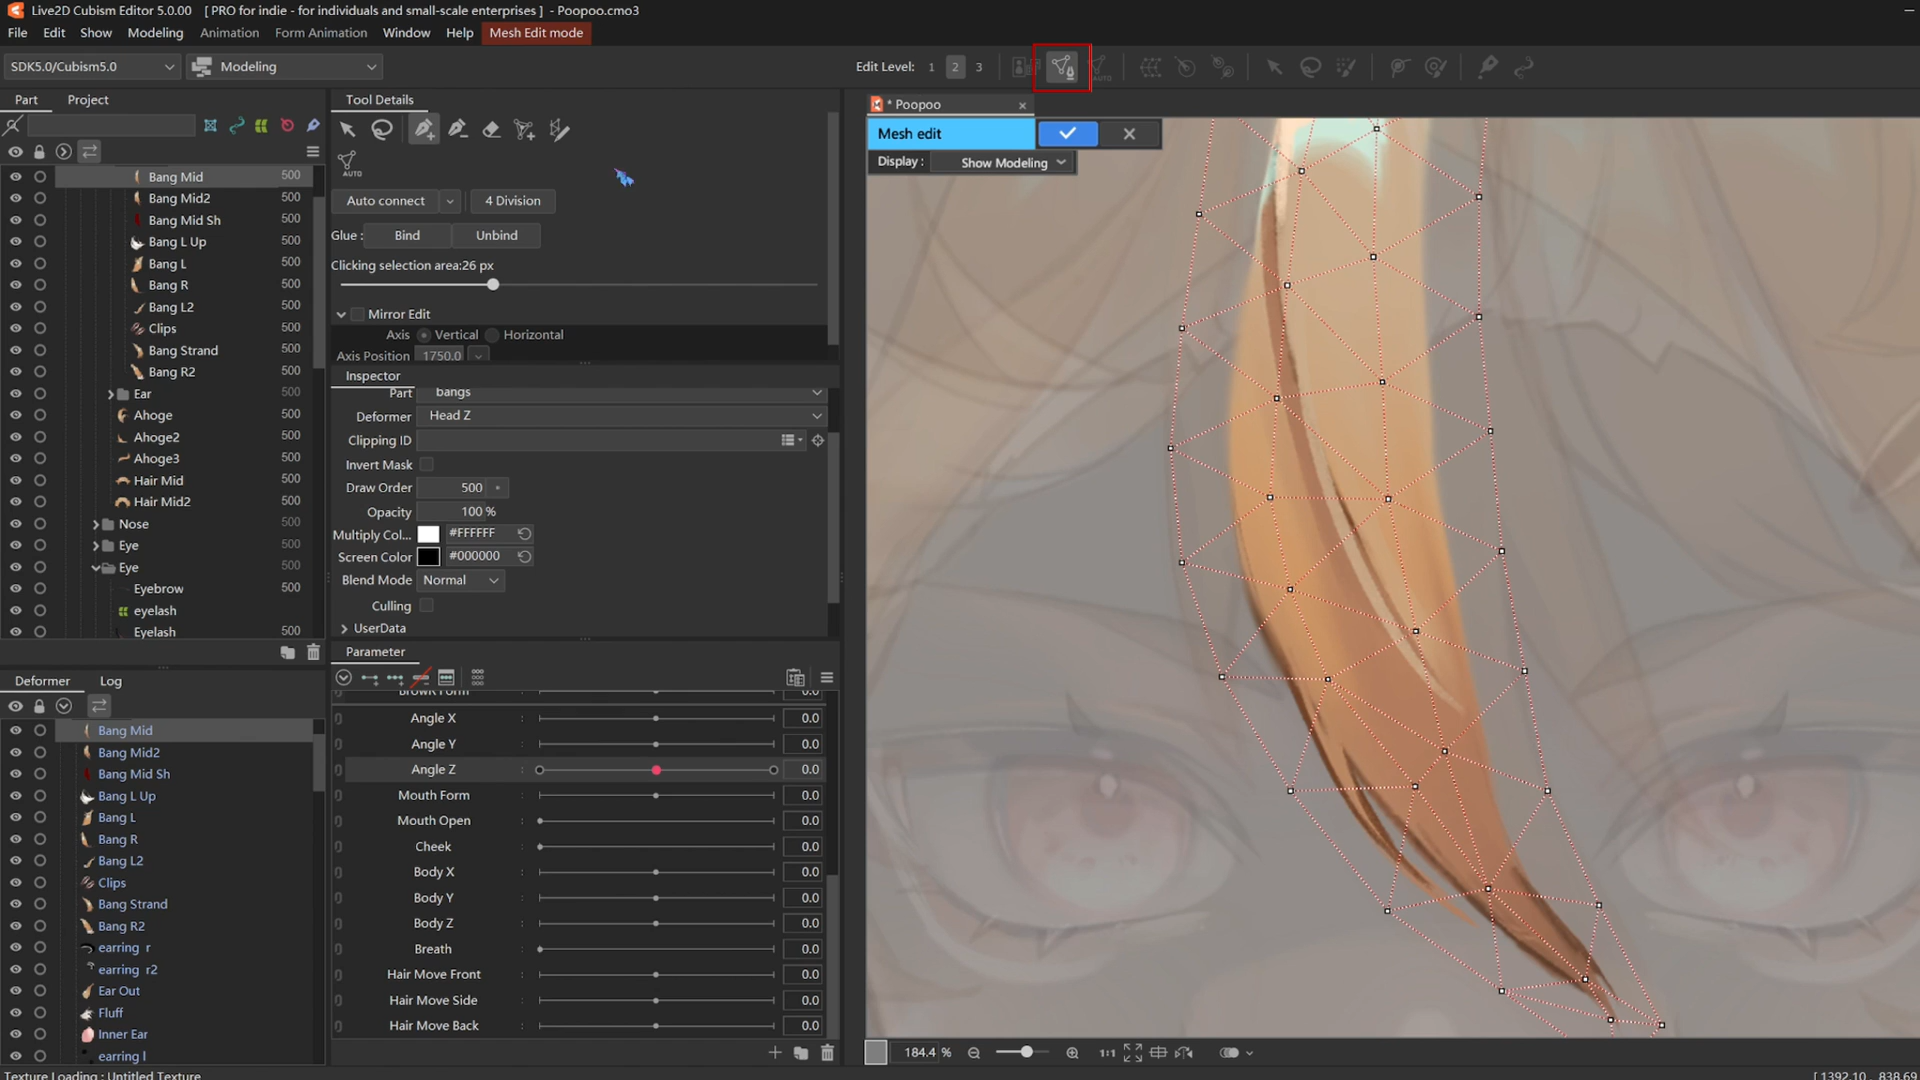 Live2D Cubism Editor 5.0.00 [ PRO for indie - for individuals and small-scale enterprises ] - Poopoo.cmo3
File Edit Show Modeling Animation Form Animation Window Help Mesh Edit mode
SDK5.0/Cubism5.0 Modeling Edit Level: 1 2 3 AUTO
Part Project
Bang Mid 500
Bang Mid2 500
Bang Mid Sh 500
Bang L Up 500
Bang L 500
Bang R 500
Bang L2 500
Clips 500
Bang Strand 500
Bang R2 500
Ear 500
Ahoge 500
Ahoge2 500
Ahoge3 500
Hair Mid 500
Hair Mid2 500
Nose 500
Eye 500
Eye 500
Eyebrow 500
eyelash
Eyelash 500
Deformer Log
Bang Mid
Bang Mid2
Bang Mid Sh
Bang L Up
Bang L
Bang R
Bang L2
Clips
Bang Strand
Bang R2
earring r
earring r2
Ear Out
Fluff
Inner Ear
earring l
Texture Loading : Untitled Texture
Tool Details
AUTO
Auto connect 4 Division
Glue : Bind Unbind
Clicking selection area:26 px
Mirror Edit
Axis Vertical Horizontal
Axis Position 1750.0
Inspector
Part bangs
Deformer Head Z
Clipping ID
Invert Mask
Draw Order 500
Opacity 100 %
Multiply Col... #FFFFFF
Screen Color #000000
Blend Mode Normal
Culling
UserData
Parameter
BrowR Form 0.0
Angle X : 0.0
Angle Y : 0.0
Angle Z : 0.0
Mouth Form : 0.0
Mouth Open : 0.0
Cheek : 0.0
Body X : 0.0
Body Y : 0.0
Body Z : 0.0
Breath : 0.0
Hair Move Front : 0.0
Hair Move Side : 0.0
Hair Move Back : 0.0
* Poopoo
Mesh edit
Display : Show Modeling
184.4 % 1:1
[ 1392.10 , 838.69